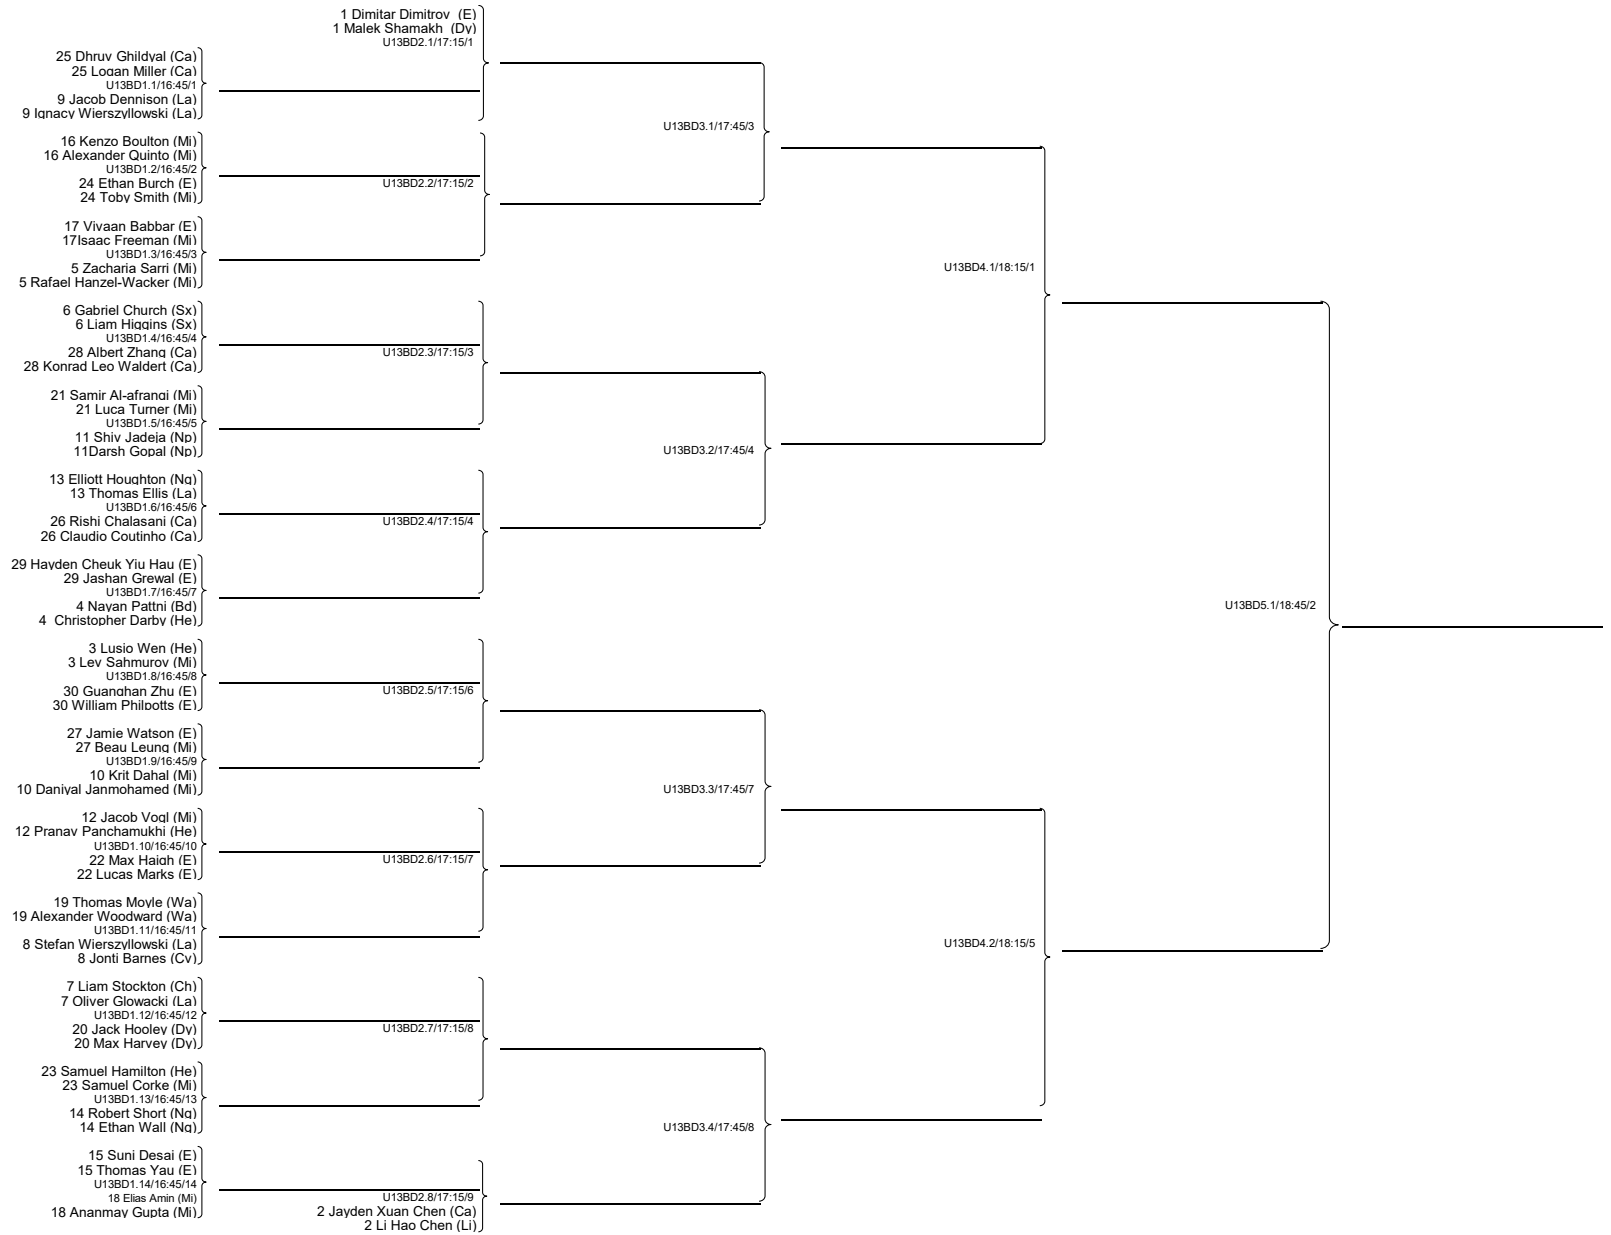 1 Dimitar Dimitrov (E)
1 Malek Shamakh (Dy)
U13BD2.1/17:15/1
25 Dhruv Ghildyal (Ca)
25 Logan Miller (Ca)
U13BD1.1/16:45/1
9 Jacob Dennison (La)
9 Ignacy Wierszyllowski (La)
U13BD3.1/17:45/3
16 Kenzo Boulton (Mi)
16 Alexander Quinto (Mi)
U13BD1.2/16:45/2
24 Ethan Burch (E)
24 Toby Smith (Mi)
U13BD2.2/17:15/2
17 Vivaan Babbar (E)
17Isaac Freeman (Mi)
U13BD1.3/16:45/3
5 Zacharia Sarri (Mi)
5 Rafael Hanzel-Wacker (Mi)
U13BD4.1/18:15/1
6 Gabriel Church (Sx)
6 Liam Higgins (Sx)
U13BD1.4/16:45/4
28 Albert Zhang (Ca)
28 Konrad Leo Waldert (Ca)
U13BD2.3/17:15/3
21 Samir Al-afrangi (Mi)
21 Luca Turner (Mi)
U13BD1.5/16:45/5
11 Shiv Jadeja (Np)
11Darsh Gopal (Np)
U13BD3.2/17:45/4
13 Elliott Houghton (Ng)
13 Thomas Ellis (La)
U13BD1.6/16:45/6
26 Rishi Chalasani (Ca)
26 Claudio Coutinho (Ca)
U13BD2.4/17:15/4
29 Hayden Cheuk Yiu Hau (E)
29 Jashan Grewal (E)
U13BD1.7/16:45/7
4 Nayan Pattni (Bd)
4 Christopher Darby (He)
U13BD5.1/18:45/2
3 Lusio Wen (He)
3 Lev Sahmurov (Mi)
U13BD1.8/16:45/8
30 Guanghan Zhu (E)
30 William Philpotts (E)
U13BD2.5/17:15/6
27 Jamie Watson (E)
27 Beau Leung (Mi)
U13BD1.9/16:45/9
10 Krit Dahal (Mi)
10 Daniyal Janmohamed (Mi)
U13BD3.3/17:45/7
12 Jacob Vogl (Mi)
12 Pranav Panchamukhi (He)
U13BD1.10/16:45/10
22 Max Haigh (E)
22 Lucas Marks (E)
U13BD2.6/17:15/7
19 Thomas Moyle (Wa)
19 Alexander Woodward (Wa)
U13BD1.11/16:45/11
8 Stefan Wierszyllowski (La)
8 Jonti Barnes (Cv)
U13BD4.2/18:15/5
7 Liam Stockton (Ch)
7 Oliver Glowacki (La)
U13BD1.12/16:45/12
20 Jack Hooley (Dy)
20 Max Harvey (Dy)
U13BD2.7/17:15/8
23 Samuel Hamilton (He)
23 Samuel Corke (Mi)
U13BD1.13/16:45/13
14 Robert Short (Ng)
14 Ethan Wall (Ng)
U13BD3.4/17:45/8
15 Suni Desai (E)
15 Thomas Yau (E)
U13BD1.14/16:45/14
18 Elias Amin (Mi)
18 Ananmay Gupta (Mi)
U13BD2.8/17:15/9
2 Jayden Xuan Chen (Ca)
2 Li Hao Chen (Li)